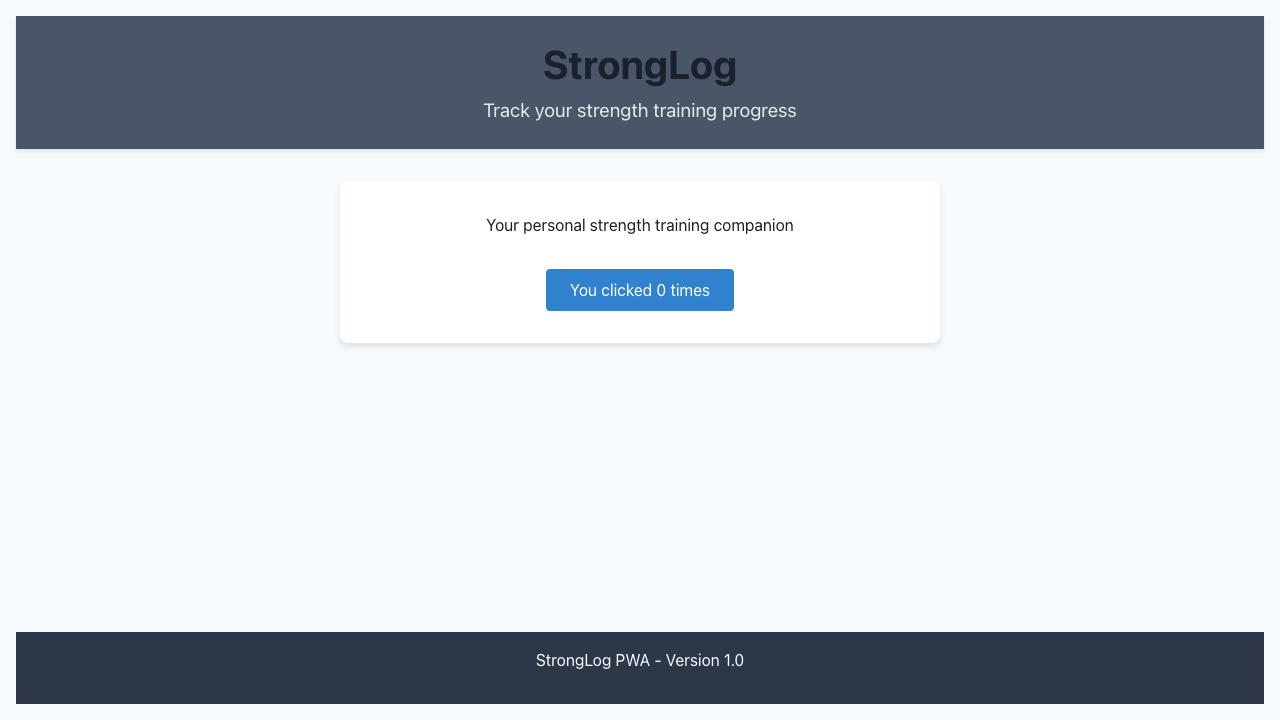 StrongLog
Track your strength training progress
Your personal strength training companion
You clicked 0 times
StrongLog PWA - Version 1.0